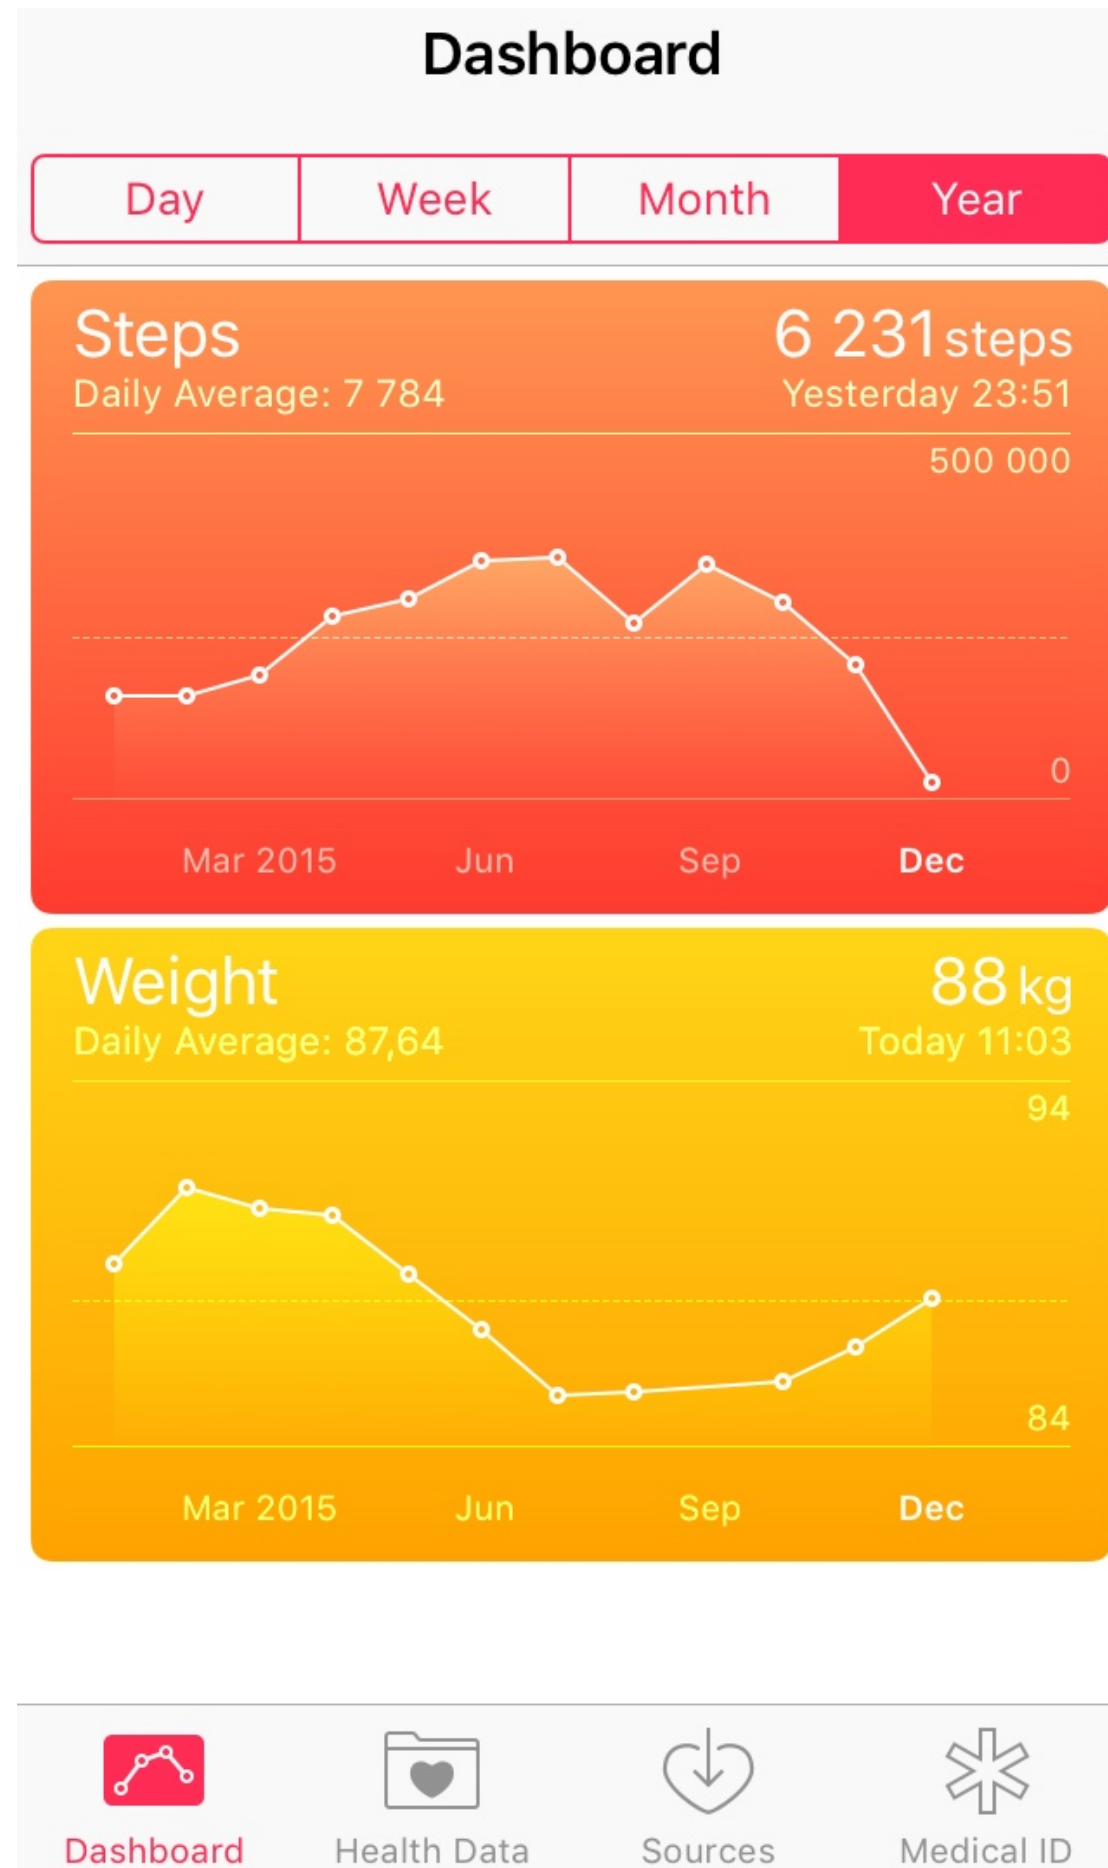 Dashboard
Day Week Month Year
Steps 6 231 steps
Daily Average: 7 784 Yesterday 23:51
500 000
0
Mar 2015 Jun Sep Dec
Weight 88 kg
Daily Average: 87,64 Today 11:03
94
84
Mar 2015 Jun Sep Dec
Dashboard Health Data Sources Medical ID